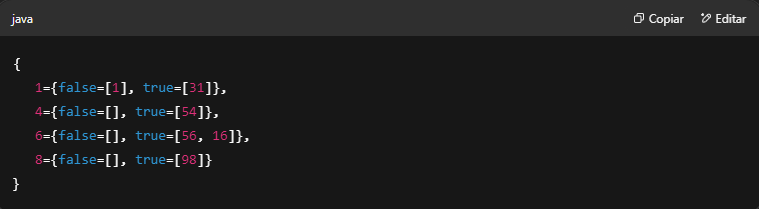 java Copiar Editar
{
1={false=[1], true=[31]},
4={false=[], true=[54]},
6={false=[], true=[56, 16]},
8={false=[], true=[98]}
}